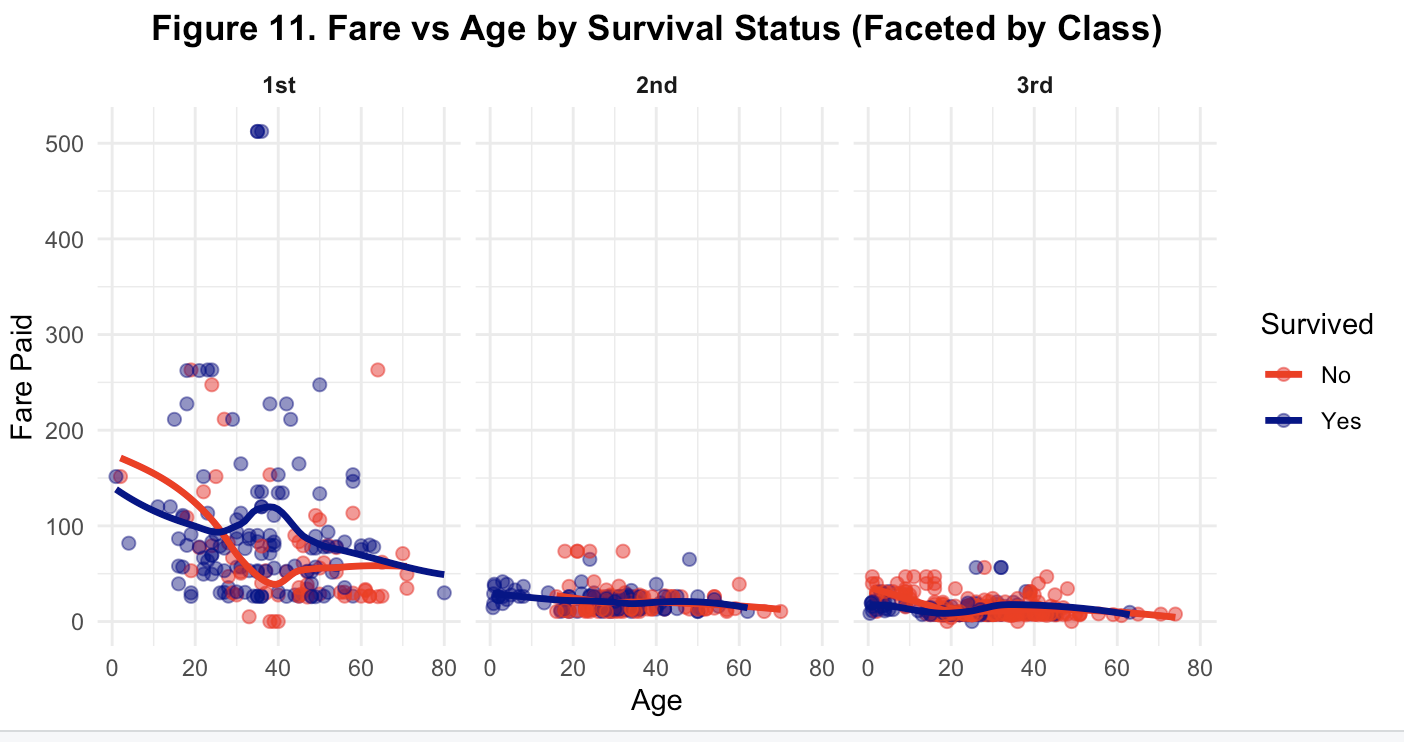 Figure 11. Fare vs Age by Survival Status (Faceted by Class)
1st 2nd 3rd
500
400
300
200
100
0
Fare Paid
0 20 40 60 80 0 20 40 60 80 0 20 40 60 80
Age
Survived
No
Yes